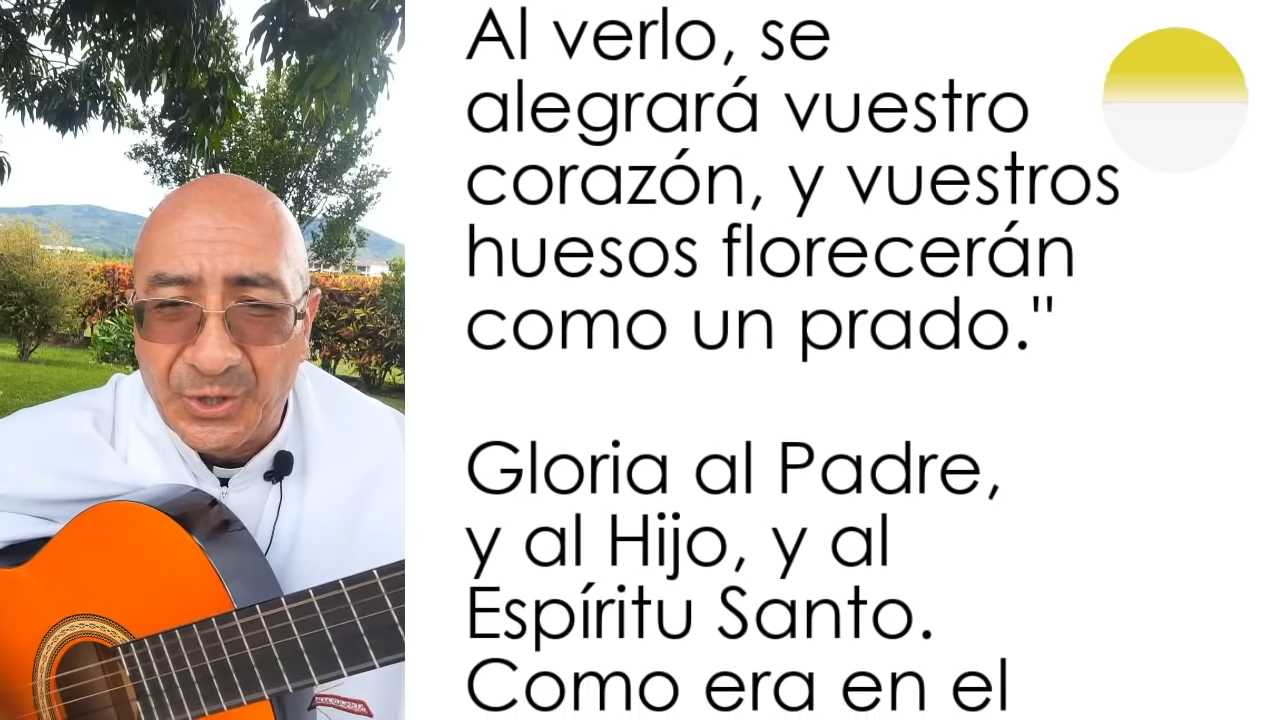 Al verlo, se
alegrará vuestro
corazón, y vuestros
huesos florecerán
como un prado."
Gloria al Padre,
y al Hijo, y al
Espíritu Santo.
Como era en el